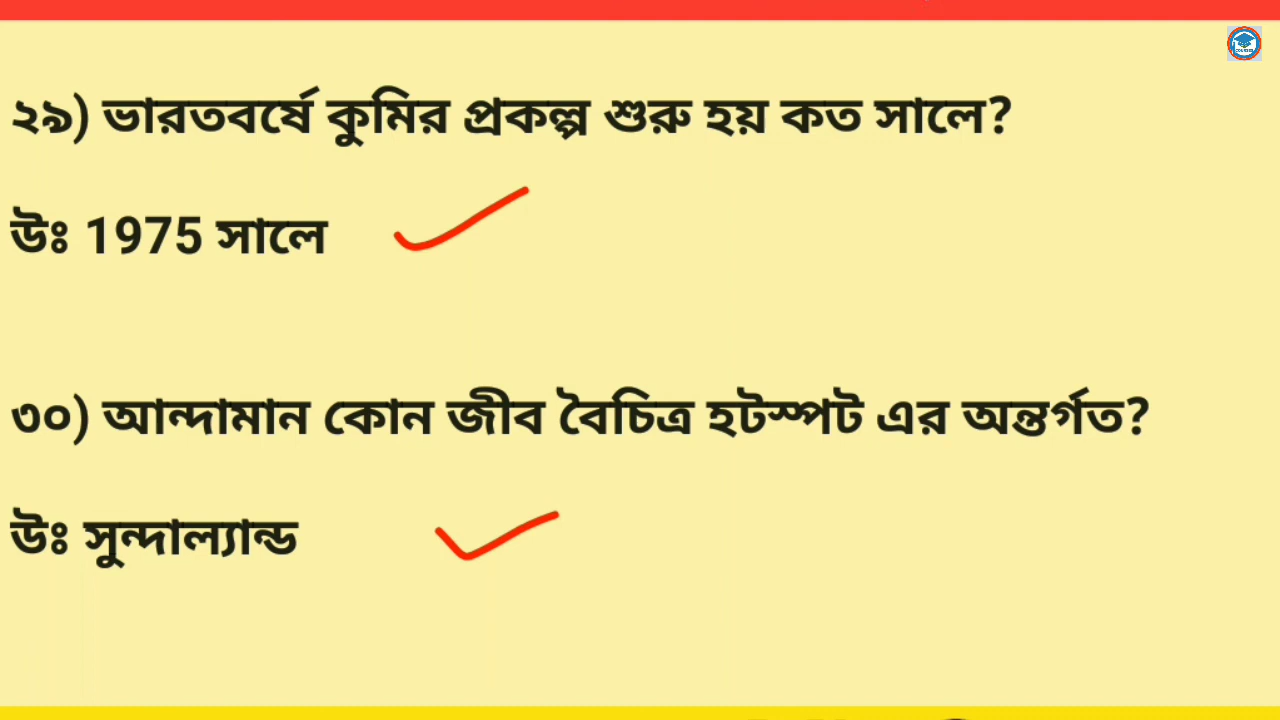 ২৯) ভারতবর্ষে কুমির প্রকল্প শুরু হয় কত সালে?
উঃ 1975 সালে
৩০) আন্দামান কোন জীব বৈচিত্র হটস্পট এর অন্তর্গত?
উঃ সুন্দাল্যান্ড